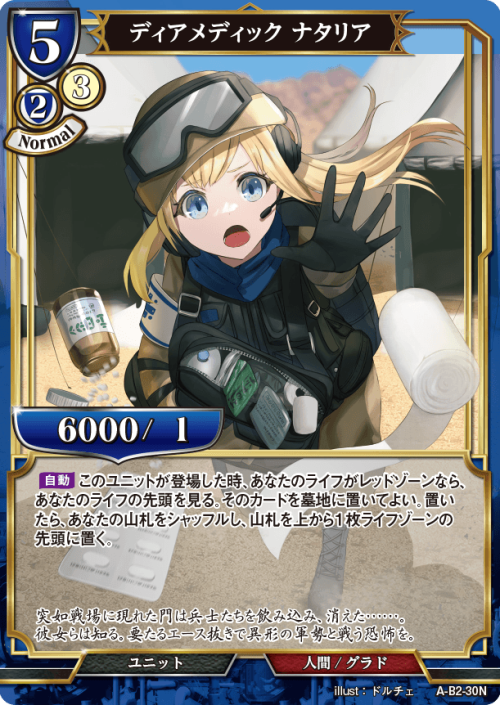 5
ディアメディック ナタリア
2
3
Normal
6000/ 1
自動 このユニットが登場した時、あなたのライフがレッドゾーンなら、
あなたのライフの先頭を見る。そのカードを墓地に置いてよい。置い
たら、あなたの山札をシャッフルし、山札を上から1枚ライフゾーンの
先頭に置く。
突如戦場に現れた門は兵士たちを飲み込み、消えた……。
彼女らは知る。要たるエース抜きで異形の軍勢と戦う恐怖を。
ユニット
人間 / グラド
illust : ドルチェ
A-B2-30N